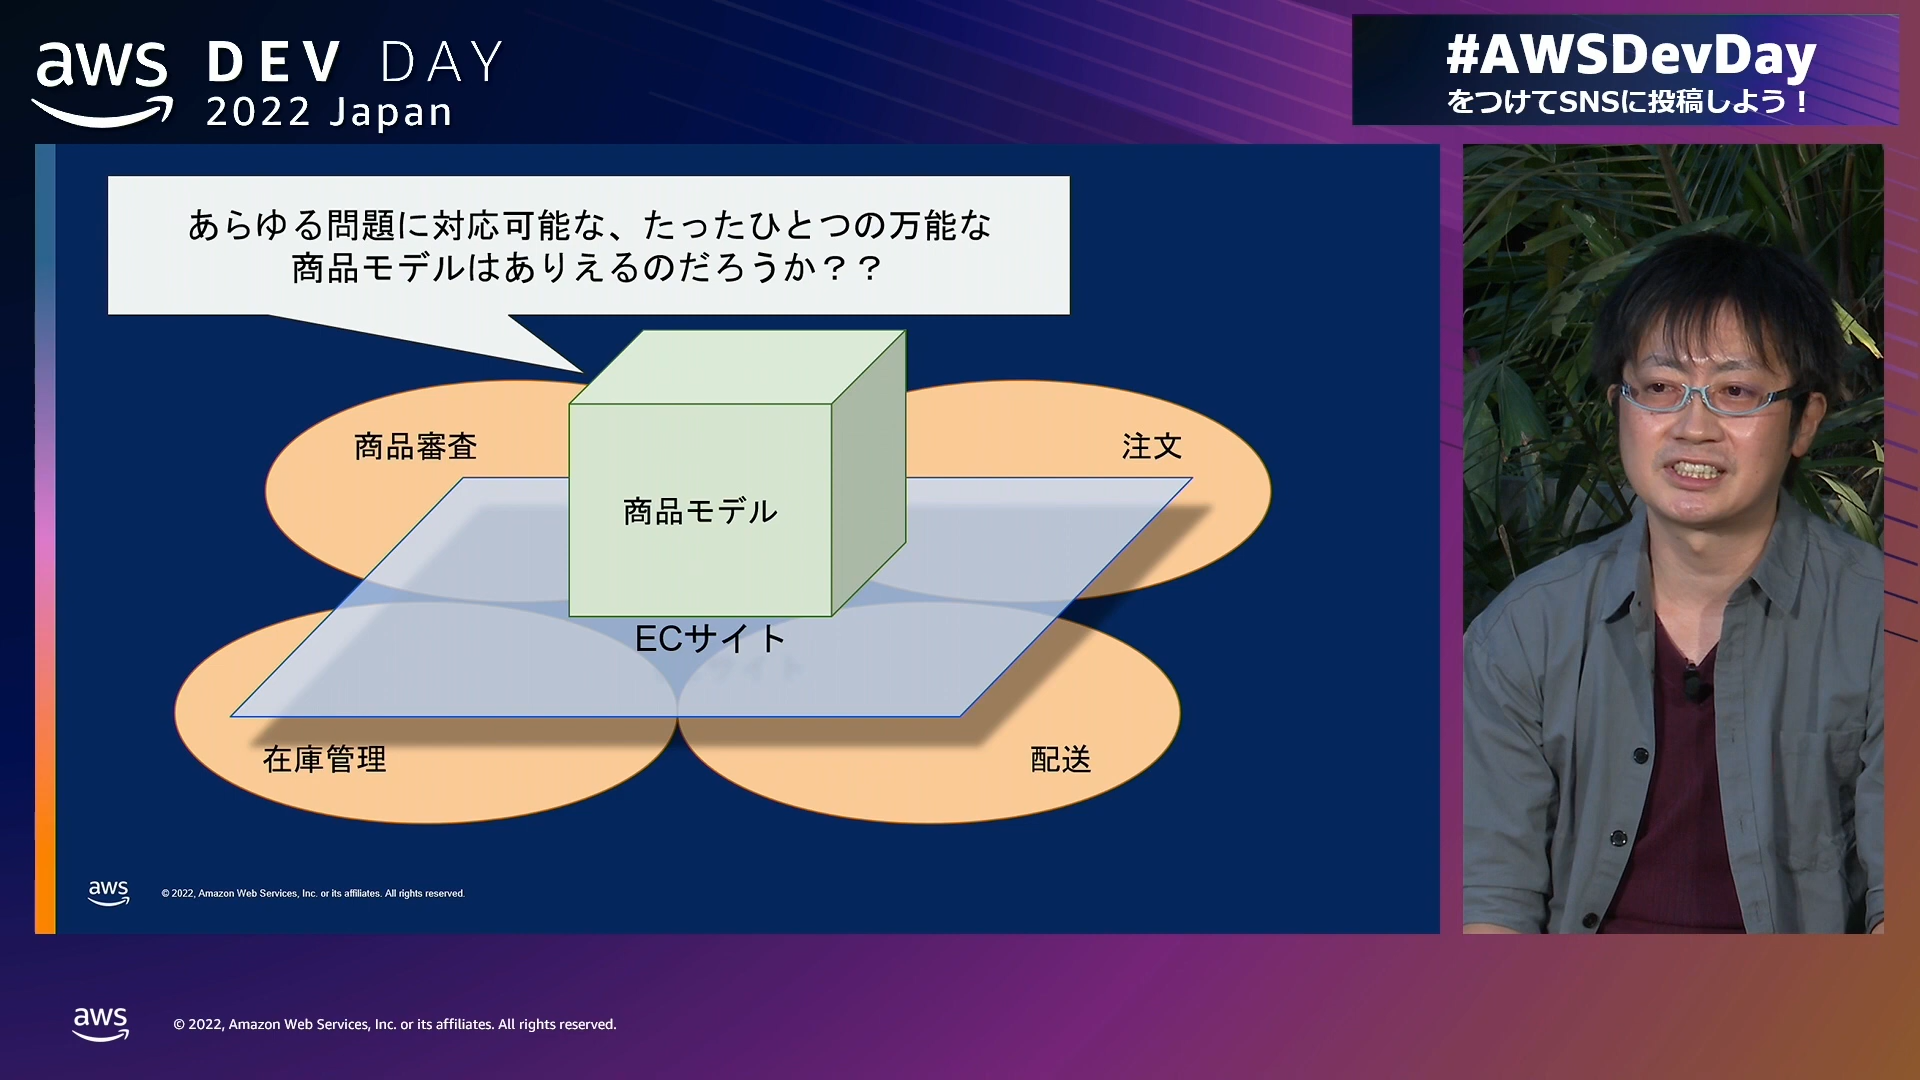 aws DEV DAY
2022 Japan
#AWSDevDay
をつけてSNSに投稿しよう！
あらゆる問題に対応可能な、たったひとつの万能な
商品モデルはありえるのだろうか？？
商品審査
注文
商品モデル
ECサイト
在庫管理
配送
aws
© 2022, Amazon Web Services, Inc. or its affiliates. All rights reserved.
aws
© 2022, Amazon Web Services, Inc. or its affiliates. All rights reserved.